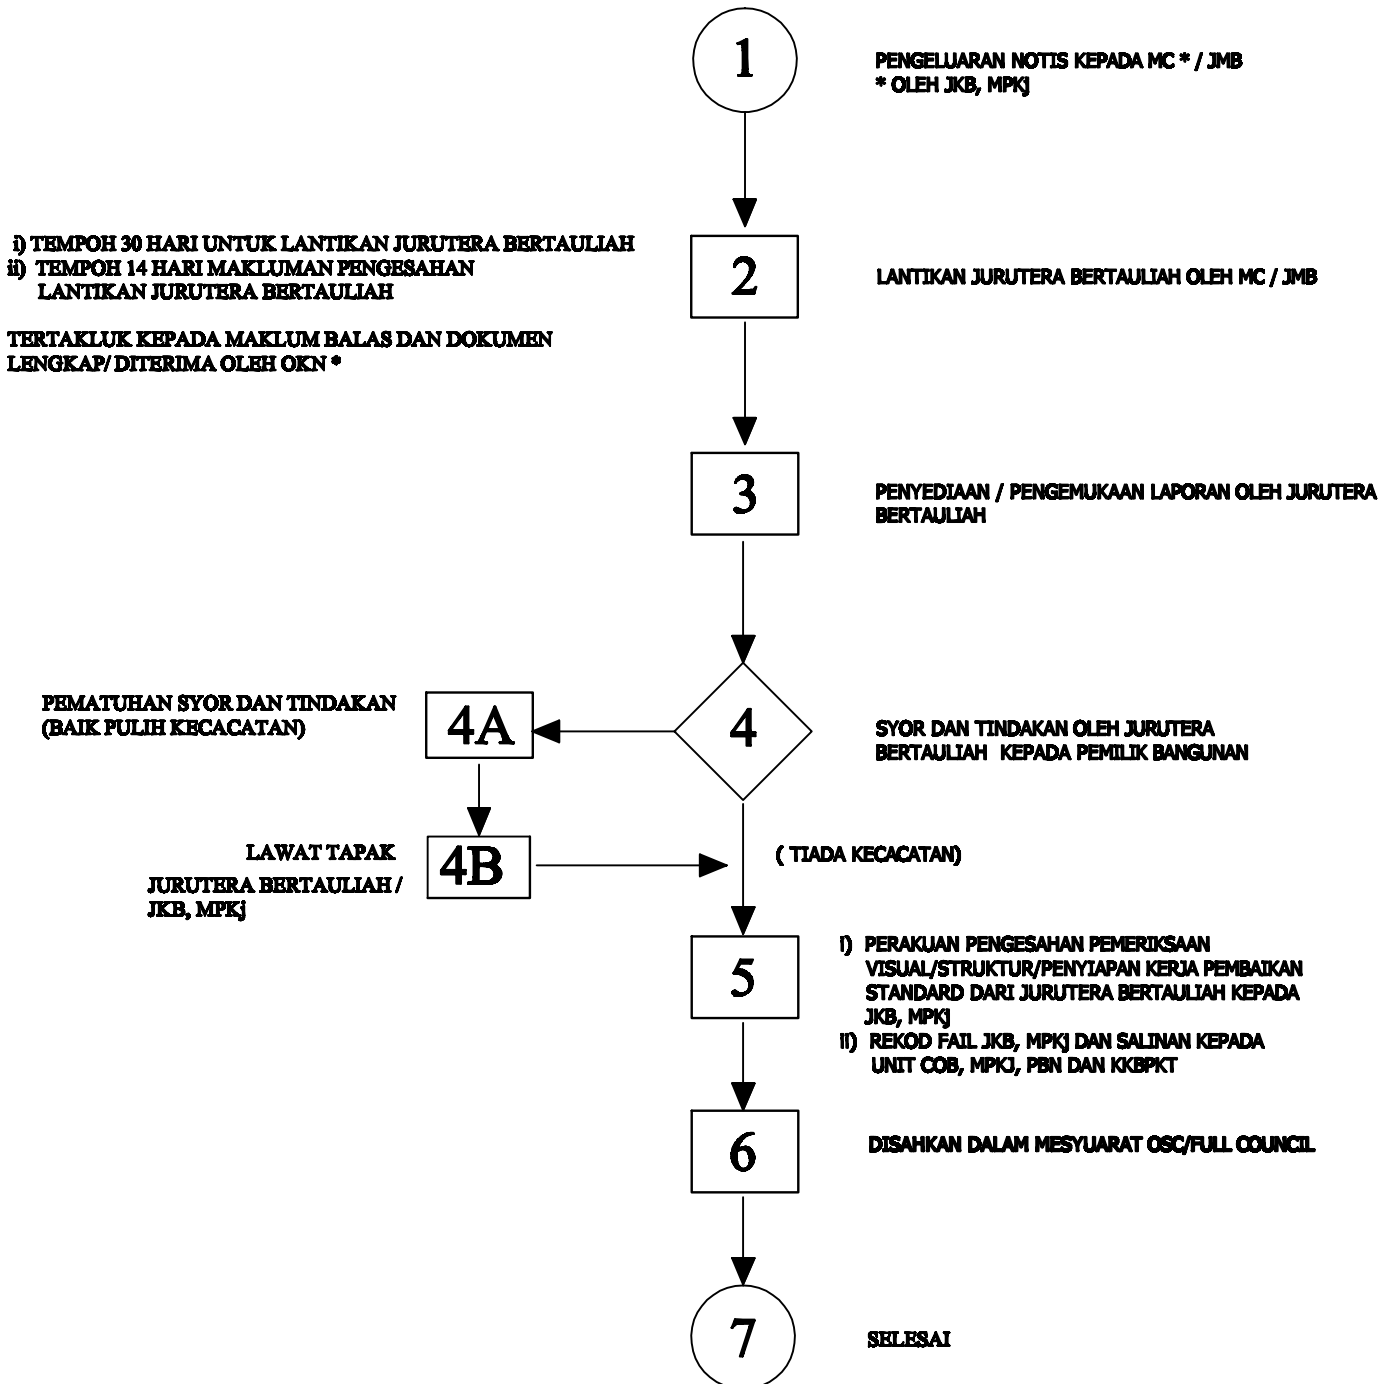 1
PENGELUARAN NOTIS KEPADA MC * / JMB
* OLEH JKB, MPKj
i) TEMPOH 30 HARI UNTUK LANTIKAN JURUTERA BERTAULIAH
ii) TEMPOH 14 HARI MAKLUMAN PENGESAHAN
LANTIKAN JURUTERA BERTAULIAH
TERTAKLUK KEPADA MAKLUM BALAS DAN DOKUMEN
LENGKAP/ DITERIMA OLEH OKN *
2
LANTIKAN JURUTERA BERTAULIAH OLEH MC / JMB
3
PENYEDIAAN / PENGEMUKAAN LAPORAN OLEH JURUTERA
BERTAULIAH
PEMATUHAN SYOR DAN TINDAKAN
(BAIK PULIH KECACATAN)
4A
4
SYOR DAN TINDAKAN OLEH JURUTERA
BERTAULIAH KEPADA PEMILIK BANGUNAN
LAWAT TAPAK
JURUTERA BERTAULIAH /
JKB, MPKj
4B
( TIADA KECACATAN)
5
i) PERAKUAN PENGESAHAN PEMERIKSAAN
VISUAL/STRUKTUR/PENYIAPAN KERJA PEMBAIKAN
STANDARD DARI JURUTERA BERTAULIAH KEPADA
JKB, MPKj
ii) REKOD FAIL JKB, MPKj DAN SALINAN KEPADA
UNIT COB, MPKJ, PBN DAN KKBPKT
6
DISAHKAN DALAM MESYUARAT OSC/FULL COUNCIL
7
SELESAI